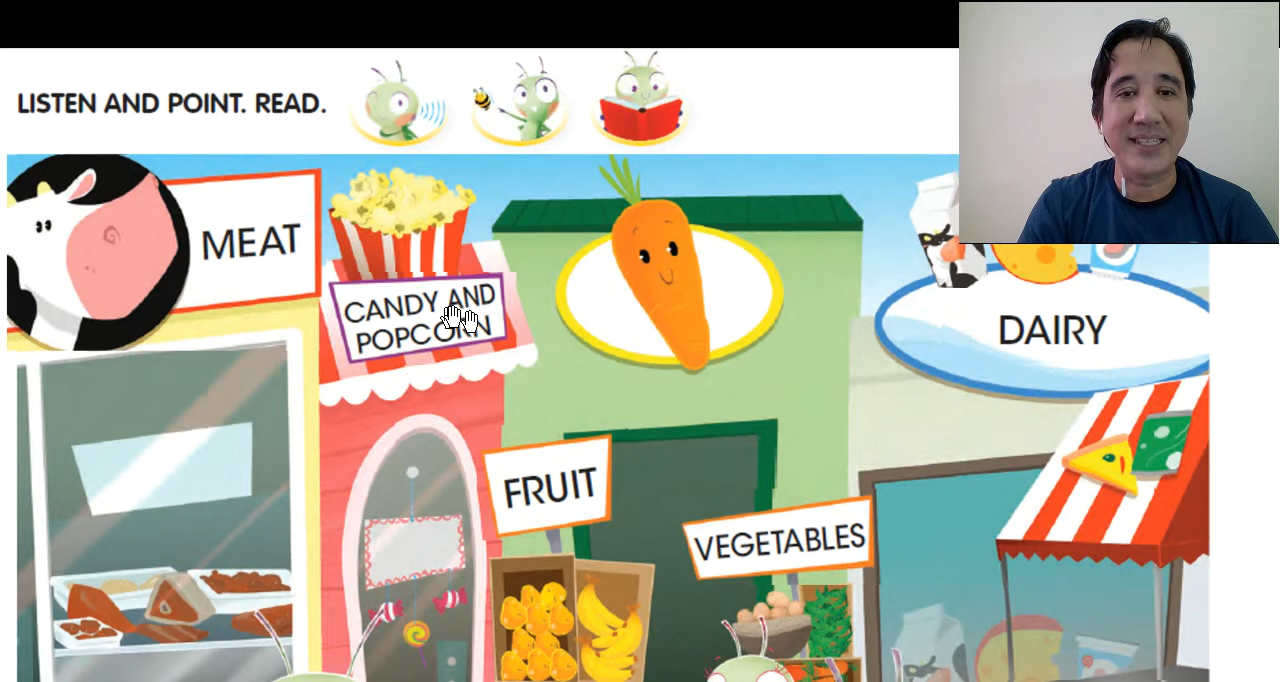 LISTEN AND POINT. READ.
MEAT
CANDY AND
POPCORN
DAIRY
FRUIT
VEGETABLES